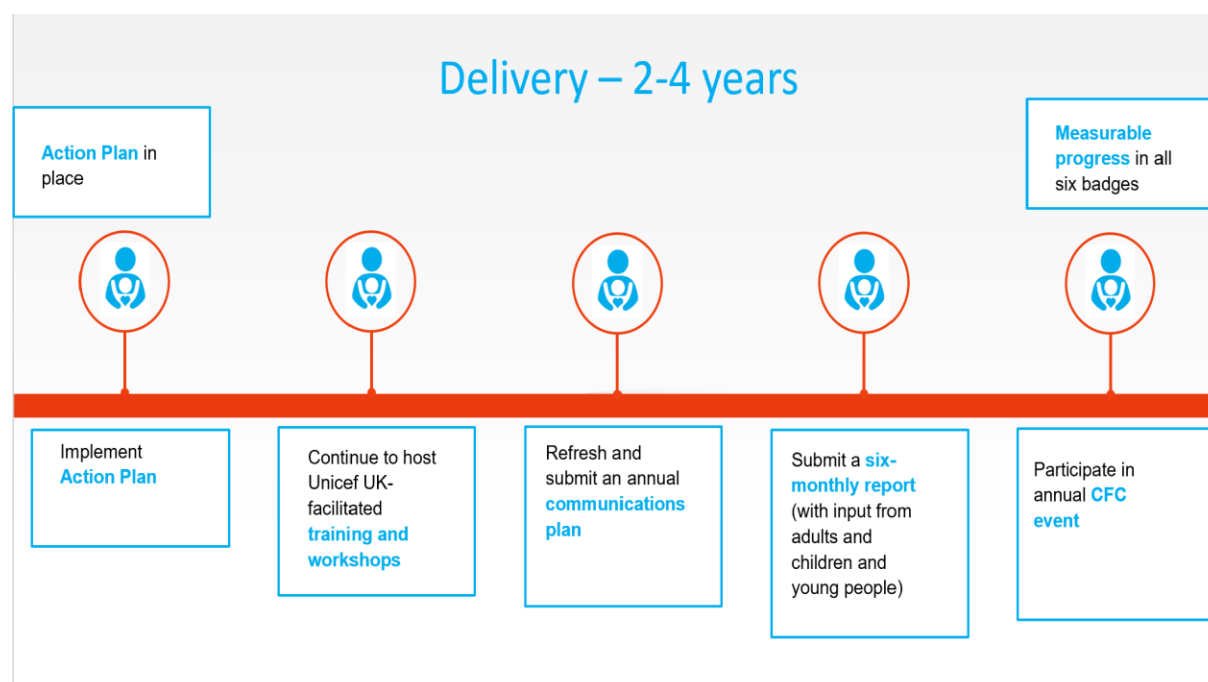 Delivery – 2-4 years
Action Plan in
place
Measurable
progress in all
six badges
Implement
Action Plan
Continue to host
Unicef UK-
facilitated
training and
workshops
Refresh and
submit an annual
communications
plan
Submit a six-
monthly report
(with input from
adults and
children and
young people)
Participate in
annual CFC
event